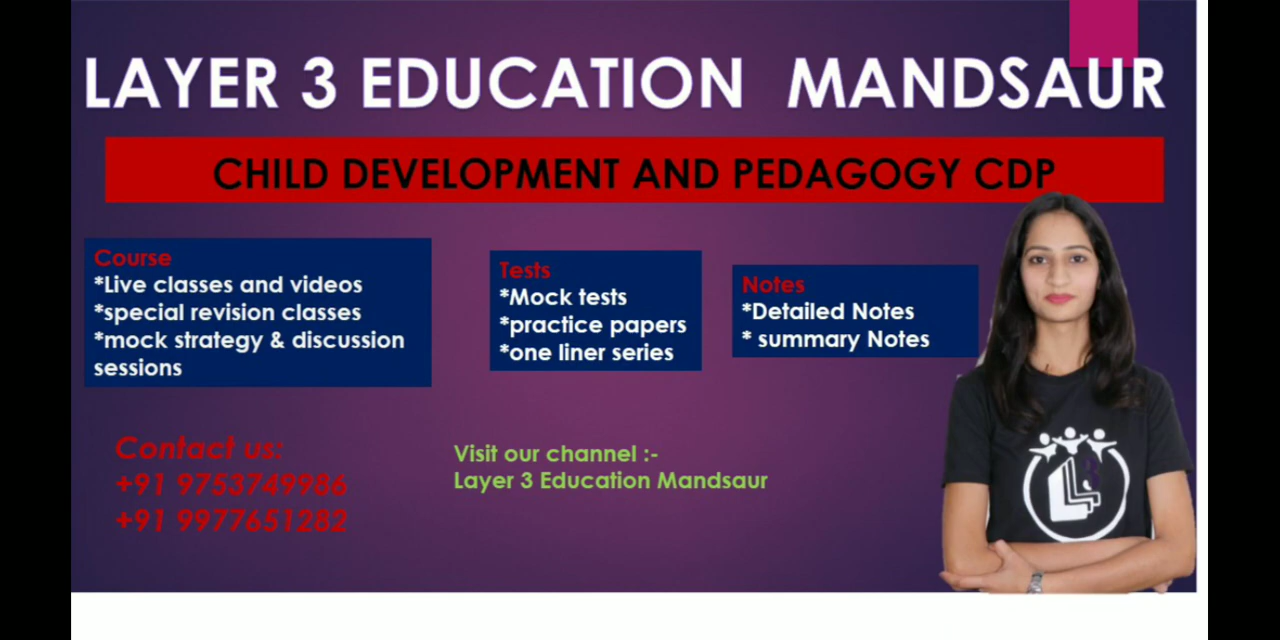 LAYER 3 EDUCATION MANDSAUR
CHILD DEVELOPMENT AND PEDAGOGY CDP
Course
*Live classes and videos
*special revision classes
*mock strategy & discussion
sessions
Tests
*Mock tests
*practice papers
*one liner series
Notes
*Detailed Notes
* summary Notes
Contact us:
+91 9753749986
+91 9977651282
Visit our channel :-
Layer 3 Education Mandsaur
L3